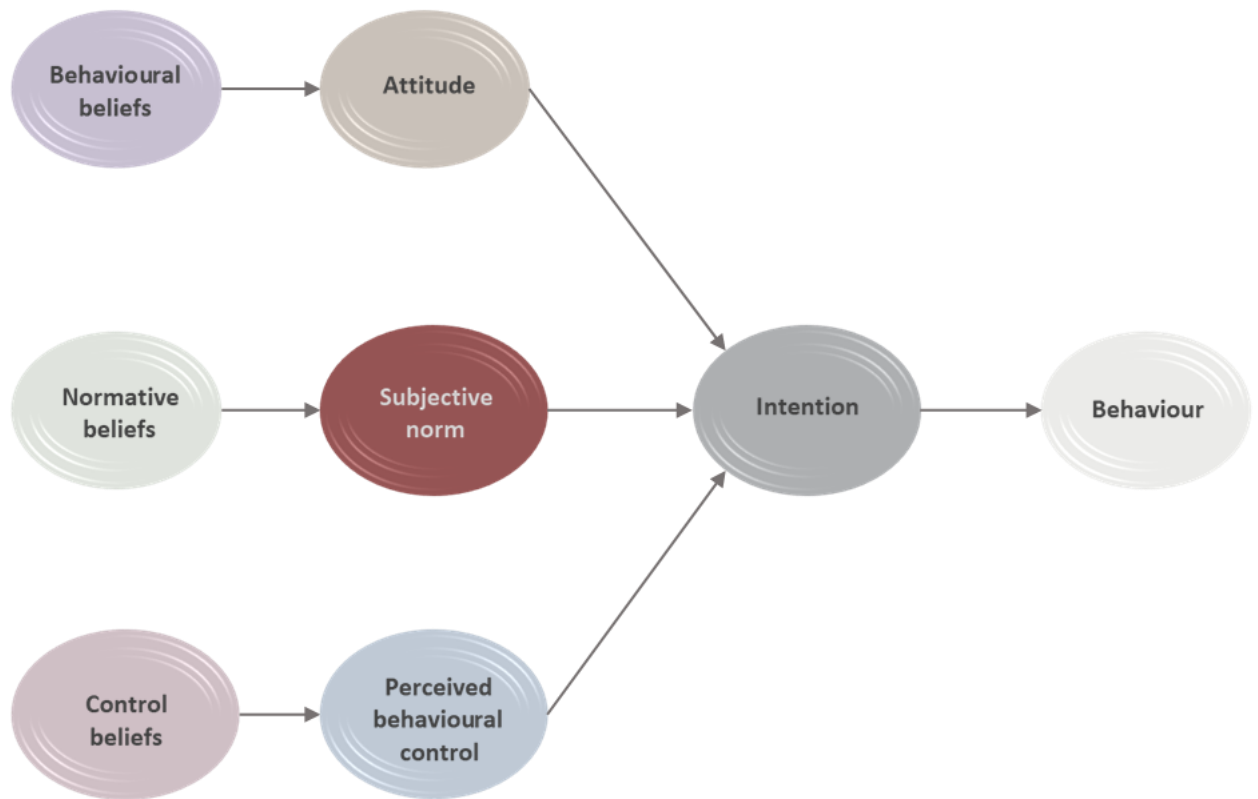 Behavioural
beliefs
Attitude
Normative
beliefs
Subjective
norm
Intention
Behaviour
Control
beliefs
Perceived
behavioural
control